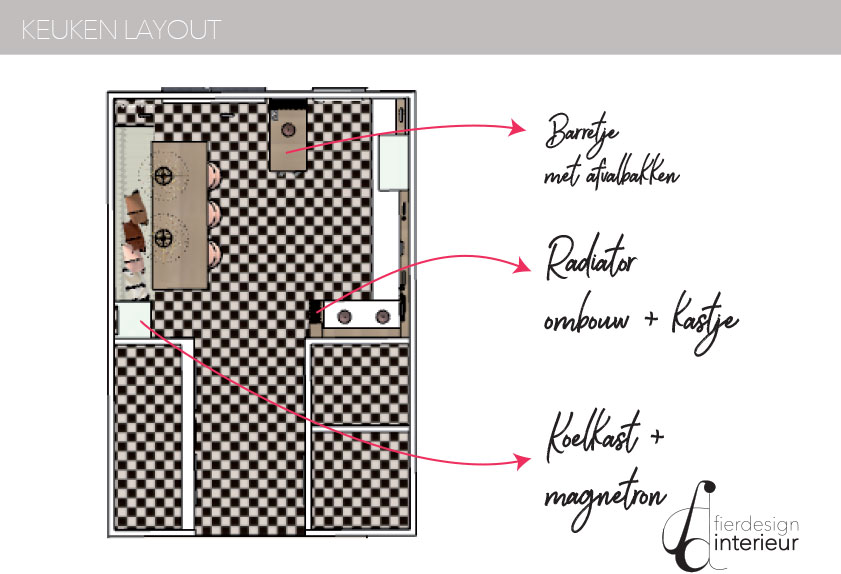 KEUKEN LAYOUT
Barretje
met afvalbakken
Radiator
ombouw + Kastje
Koelkast +
magnetron
fierdesign
interieur